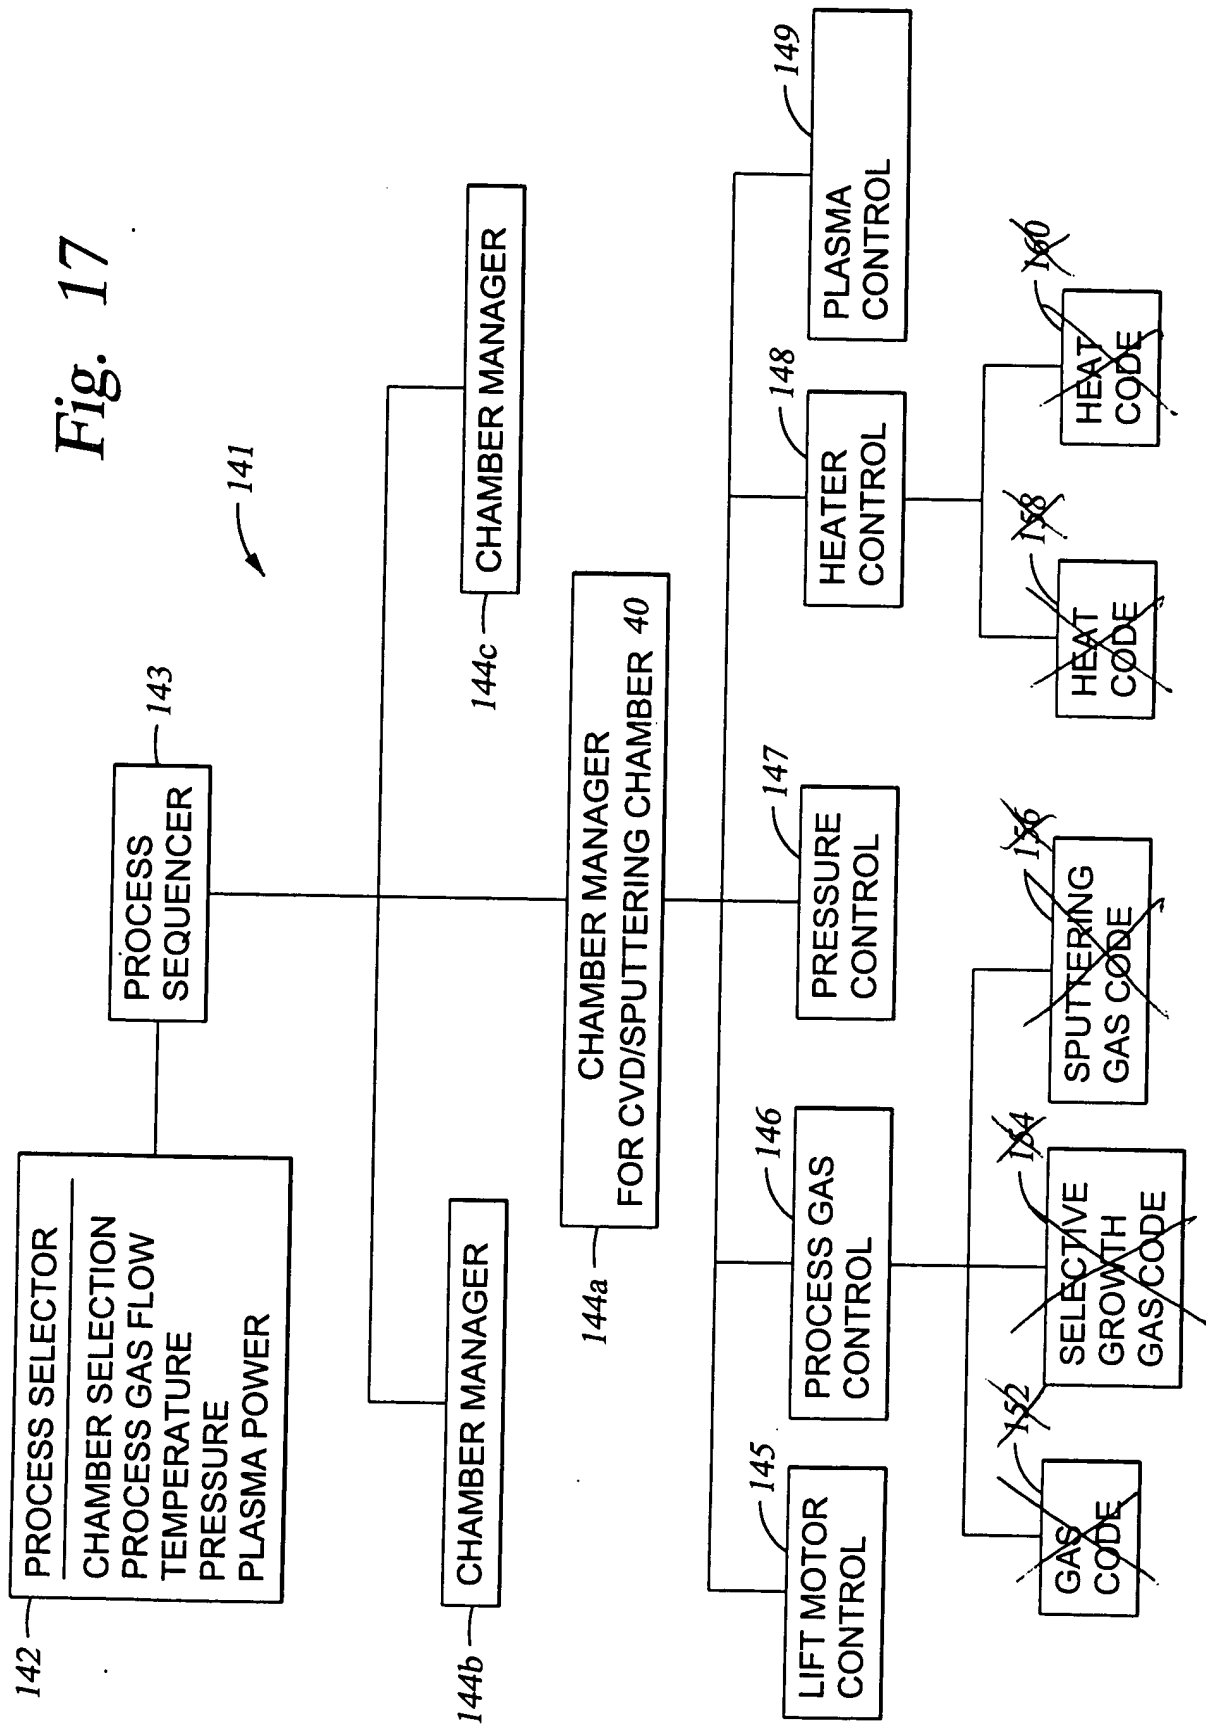 Fig. 17
141
142
PROCESS SELECTOR
CHAMBER SELECTION
PROCESS GAS FLOW
TEMPERATURE
PRESSURE
PLASMA POWER
143
PROCESS
SEQUENCER
144b
CHAMBER MANAGER
144c
CHAMBER MANAGER
144a
CHAMBER MANAGER
FOR CVD/SPUTTERING CHAMBER 40
145
LIFT MOTOR
CONTROL
146
PROCESS GAS
CONTROL
147
PRESSURE
CONTROL
148
HEATER
CONTROL
149
PLASMA
CONTROL
152
GAS
CODE
154
SELECTIVE
GROWTH
GAS CODE
156
SPUTTERING
GAS CODE
158
HEAT
CODE
160
HEAT
CODE